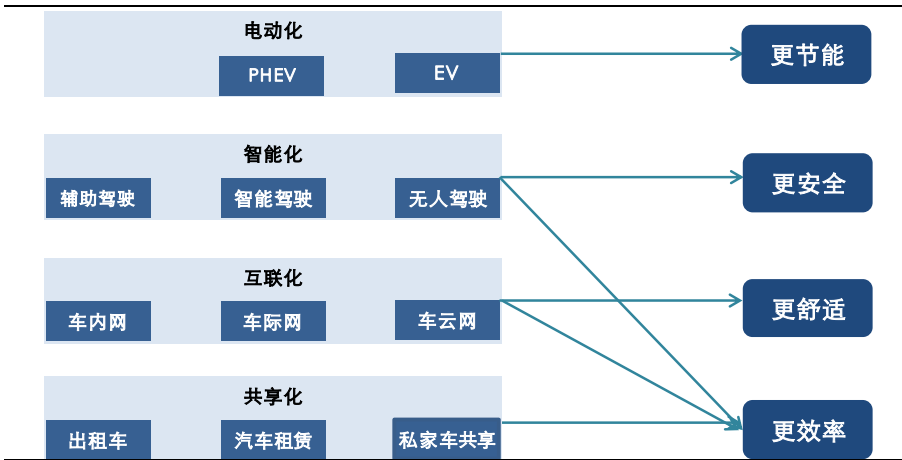 电动化
PHEV
EV
更节能
智能化
辅助驾驶
智能驾驶
无人驾驶
更安全
互联化
车内网
车际网
车云网
更舒适
共享化
出租车
汽车租赁
私家车共享
更效率